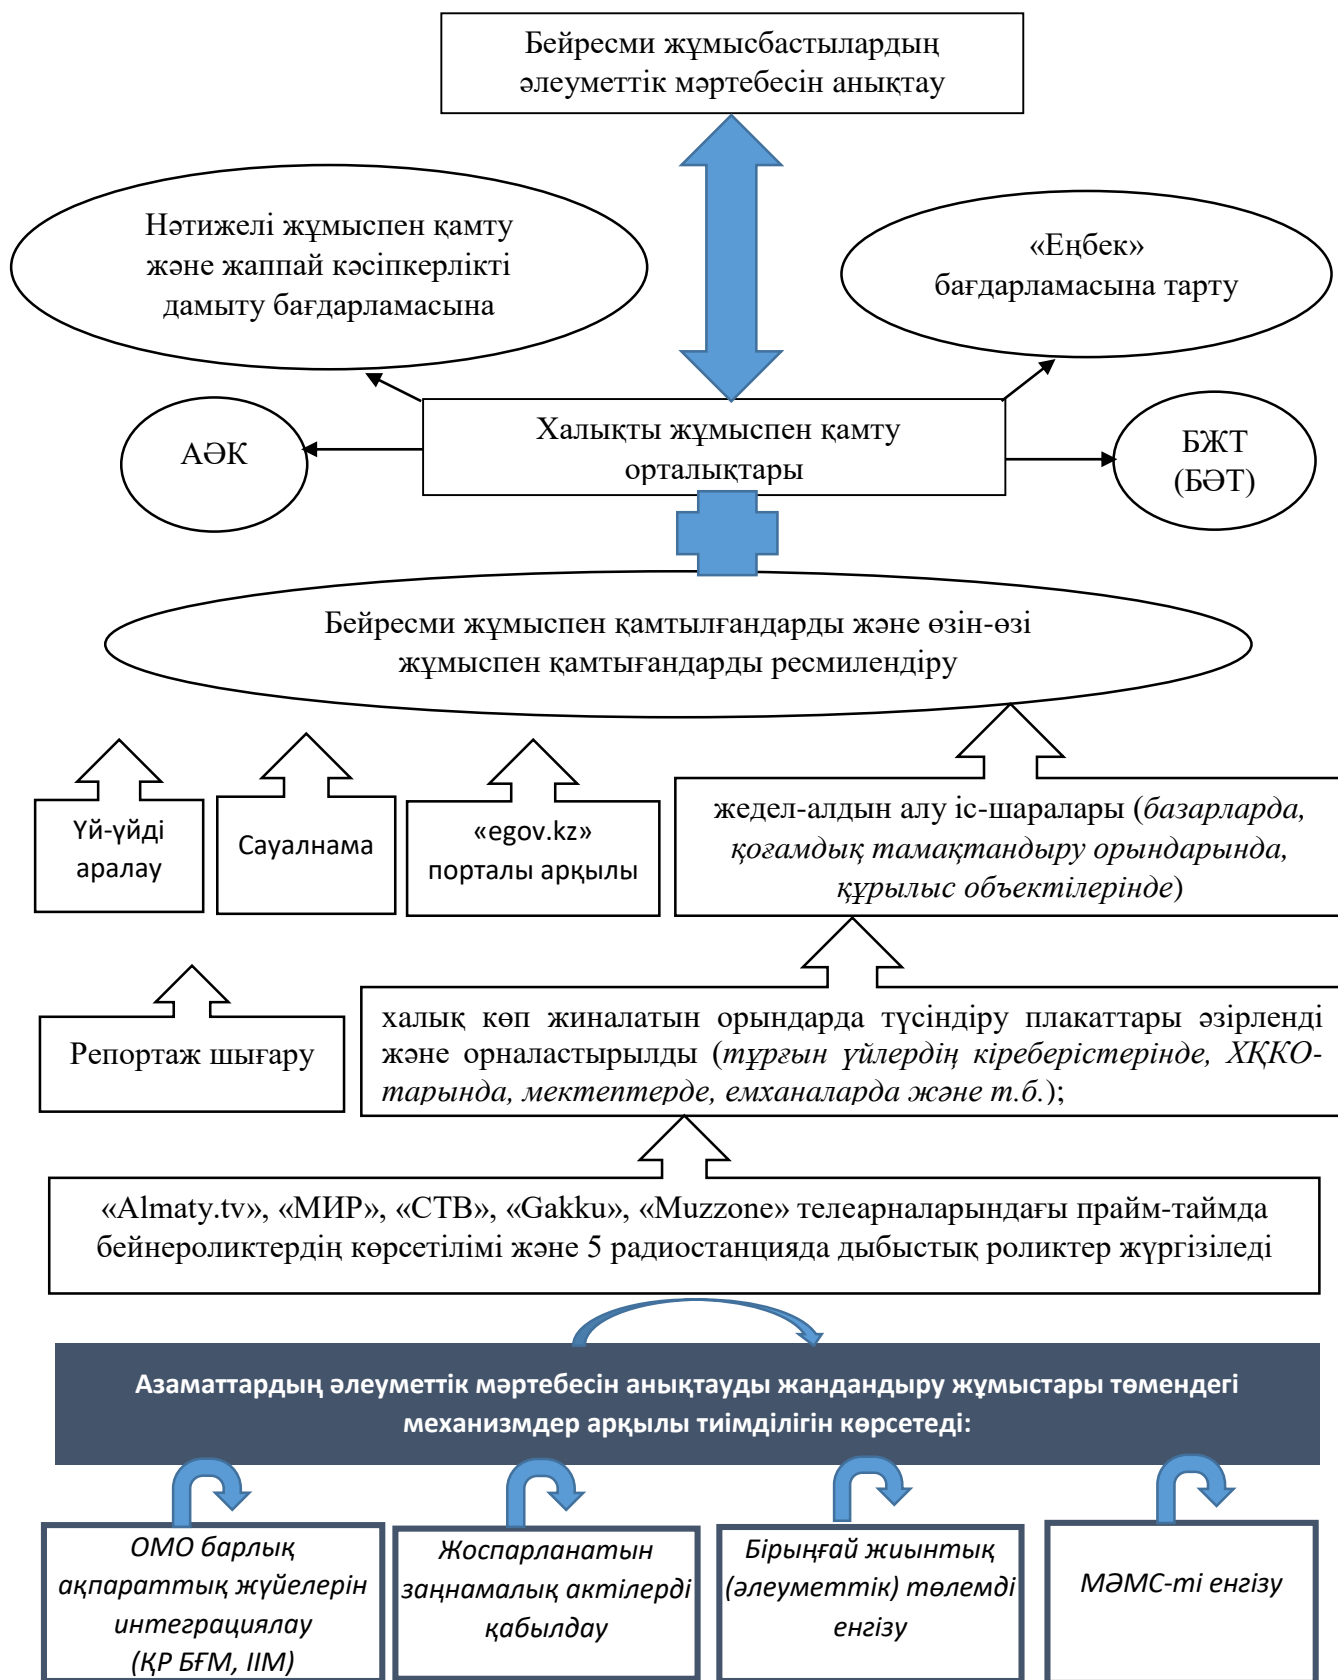 Бейресми жұмысбастылардың
әлеуметтік мәртебесін анықтау
Нәтижелі жұмыспен қамту
және жаппай кәсіпкерлікті
дамыту бағдарламасына
«Еңбек»
бағдарламасына тарту
АӘК
Халықты жұмыспен қамту
орталықтары
БЖТ
(БӘТ)
Бейресми жұмыспен қамтылғандарды және өзін-өзі
жұмыспен қамтығандарды ресмилендіру
Үй-үйді
аралау
Сауалнама
«egov.kz»
порталы арқылы
жедел-алдын алу іс-шаралары (базарларда,
қоғамдық тамақтандыру орындарында,
құрылыс объектілерінде)
Репортаж шығару
халық көп жиналатын орындарда түсіндіру плакаттары әзірленді
және орналастырылды (тұрғын үйлердің кіреберістерінде, ХҚКО-
тарында, мектептерде, емханаларда және т.б.);
«Almaty.tv», «МИР», «СТВ», «Gakku», «Muzzone» телеарналарындағы прайм-таймда
бейнероликтердің көрсетілімі және 5 радиостанцияда дыбыстық роликтер жүргізіледі
Азаматтардың әлеуметтік мәртебесін анықтауды жандандыру жұмыстары төмендегі
механизмдер арқылы тиімділігін көрсетеді:
ОМО барлық
ақпараттық жүйелерін
интеграциялау
(ҚР БҒМ, ІІМ)
Жоспарланатын
заңнамалық актілерді
қабылдау
Бірыңғай жиынтық
(әлеуметтік) төлемді
енгізу
МӘМС-ті енгізу